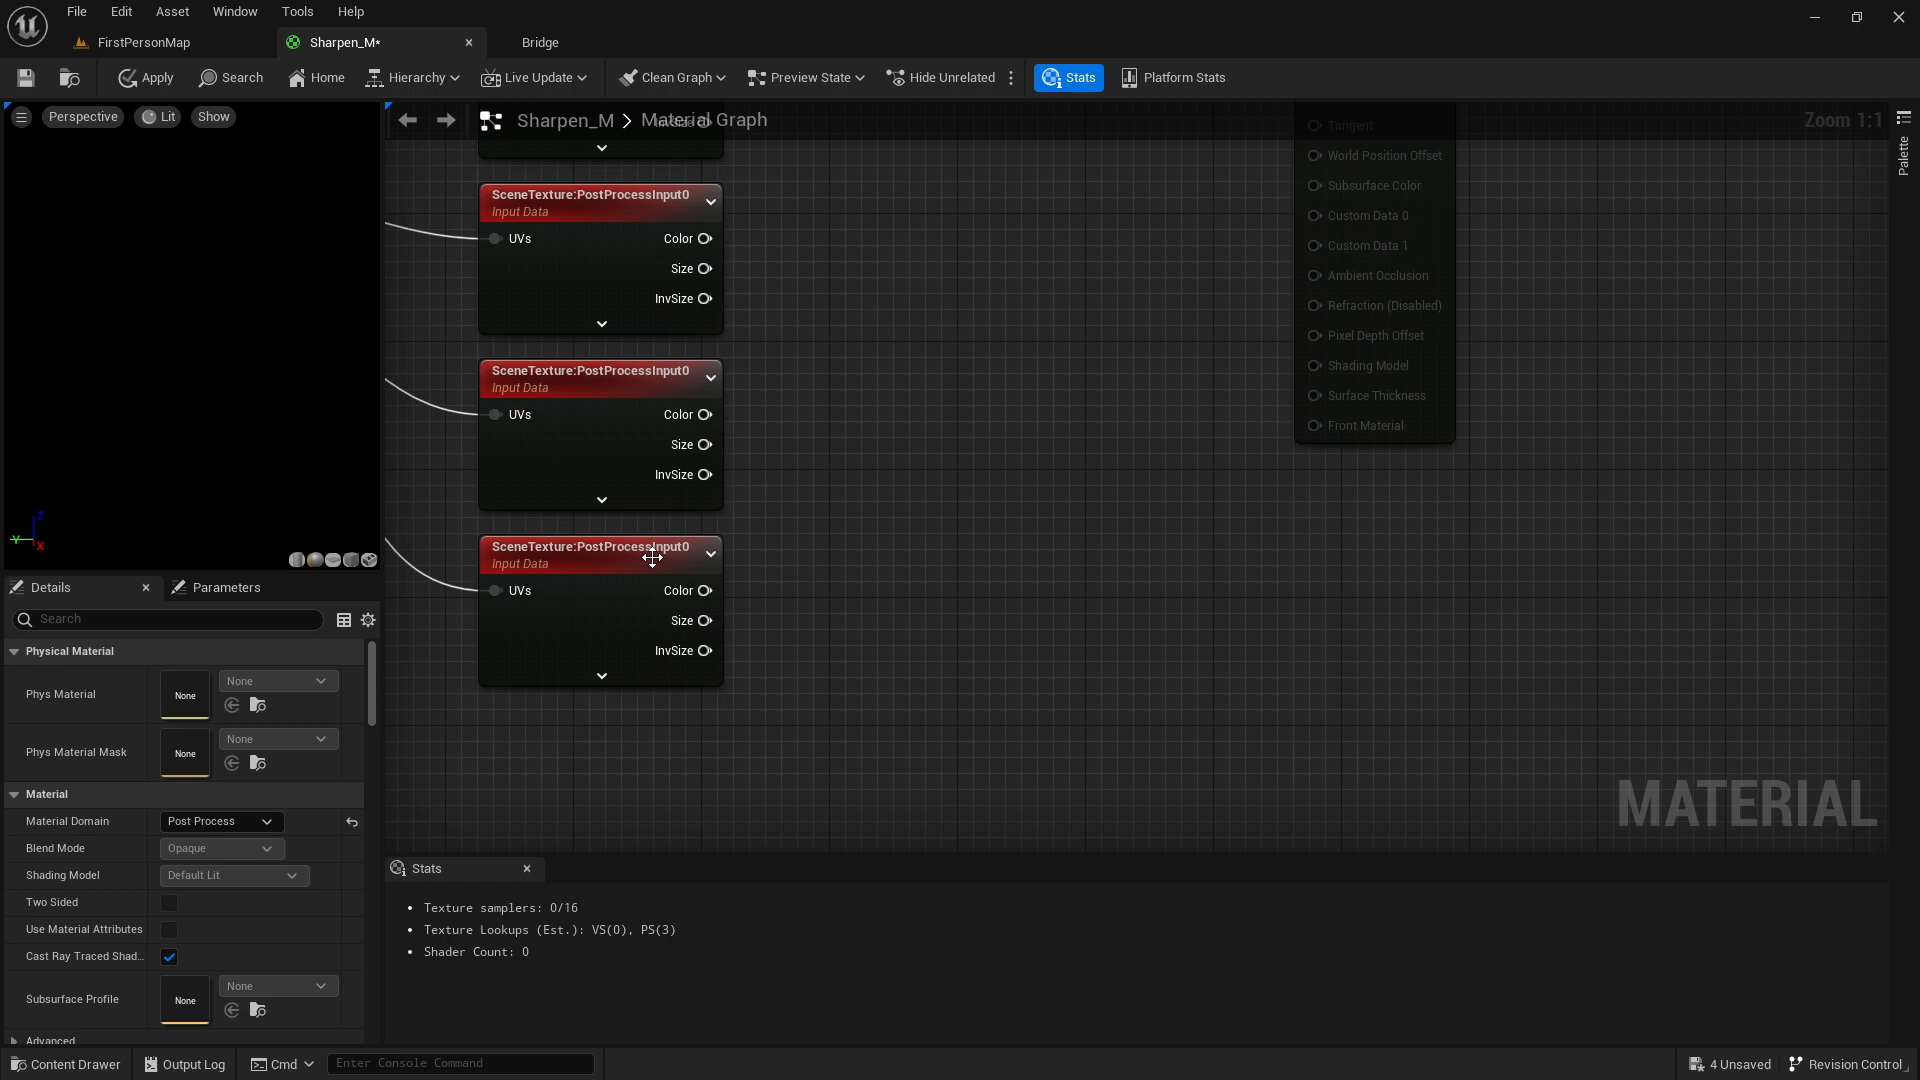 File Edit Asset Window Tools Help
FirstPersonMap Sharpen_M* Bridge
Apply Search Home Hierarchy Live Update Clean Graph Preview State Hide Unrelated Stats Platform Stats
Perspective Lit Show
Sharpen_M > Material Graph
InvSize
Zoom 1:1
Palette
SceneTexture:PostProcessInput0
Input Data
UVs Color
Size
InvSize
SceneTexture:PostProcessInput0
Input Data
UVs Color
Size
InvSize
SceneTexture:PostProcessInput0
Input Data
UVs Color
Size
InvSize
Tangent
World Position Offset
Subsurface Color
Custom Data 0
Custom Data 1
Ambient Occlusion
Refraction (Disabled)
Pixel Depth Offset
Shading Model
Surface Thickness
Front Material
MATERIAL
Z
Y
X
Details Parameters
Search
Physical Material
Phys Material None None
Phys Material Mask None None
Material
Material Domain Post Process
Blend Mode Opaque
Shading Model Default Lit
Two Sided
Use Material Attributes
Cast Ray Traced Shad...
Subsurface Profile None None
Advanced
Stats
• Texture samplers: 0/16
• Texture Lookups (Est.): VS(0), PS(3)
• Shader Count: 0
Content Drawer Output Log Cmd Enter Console Command 4 Unsaved Revision Control